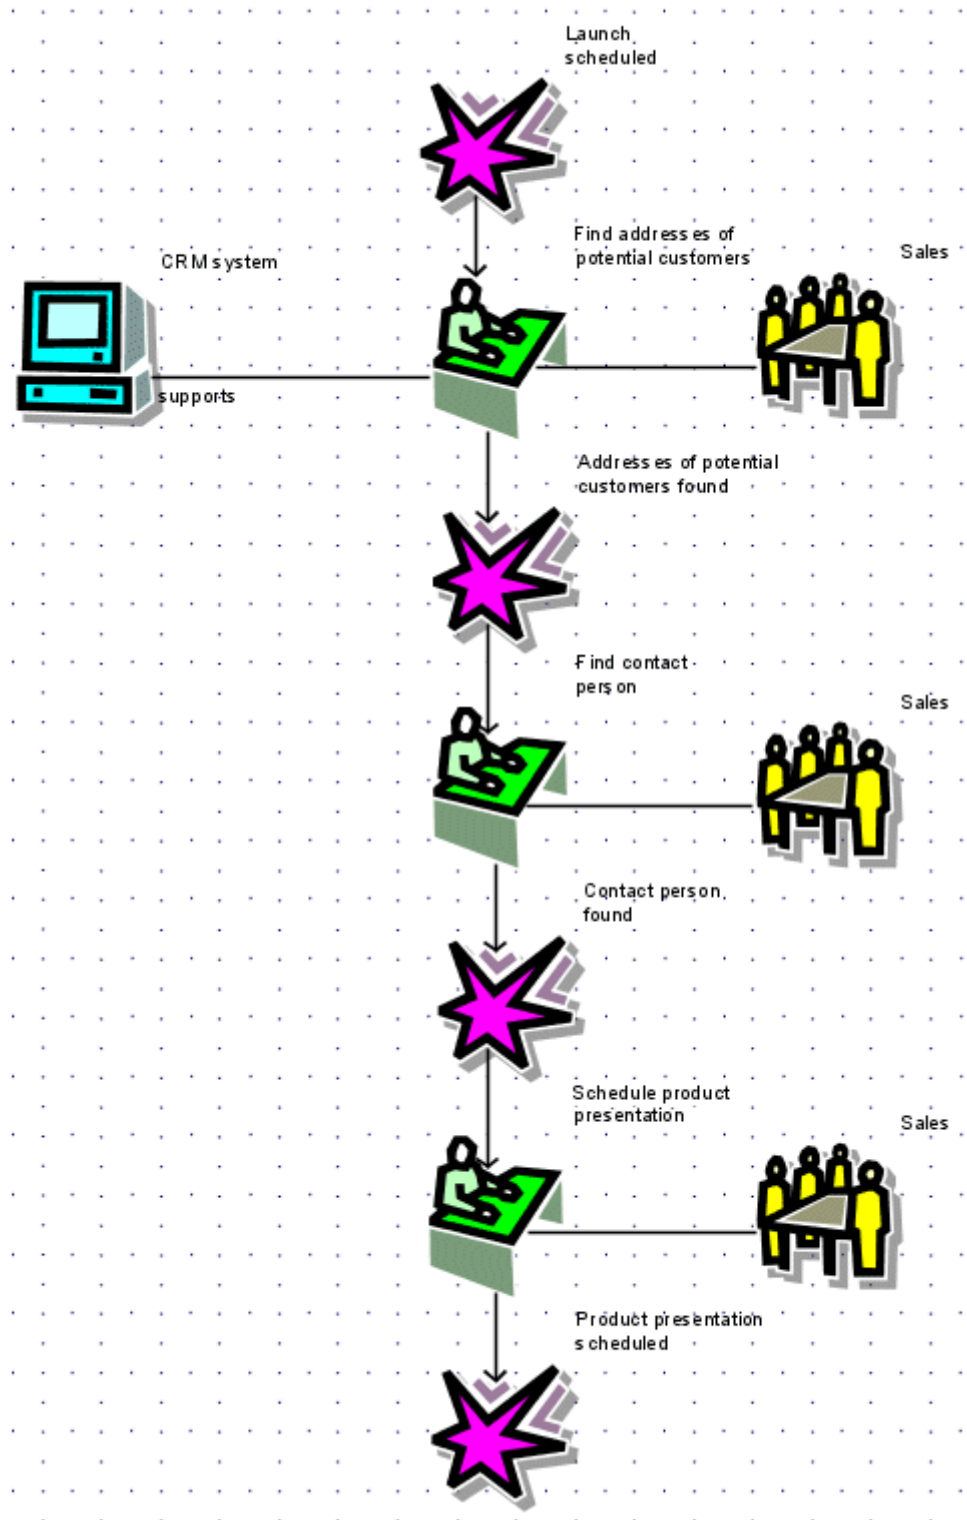 Launch
scheduled
Find addresses of
potential customers
Sales
CRM system
supports
Addresses of potential
customers found
Find contact
person
Sales
Contact person
found
Schedule product
presentation
Sales
Product presentation
scheduled